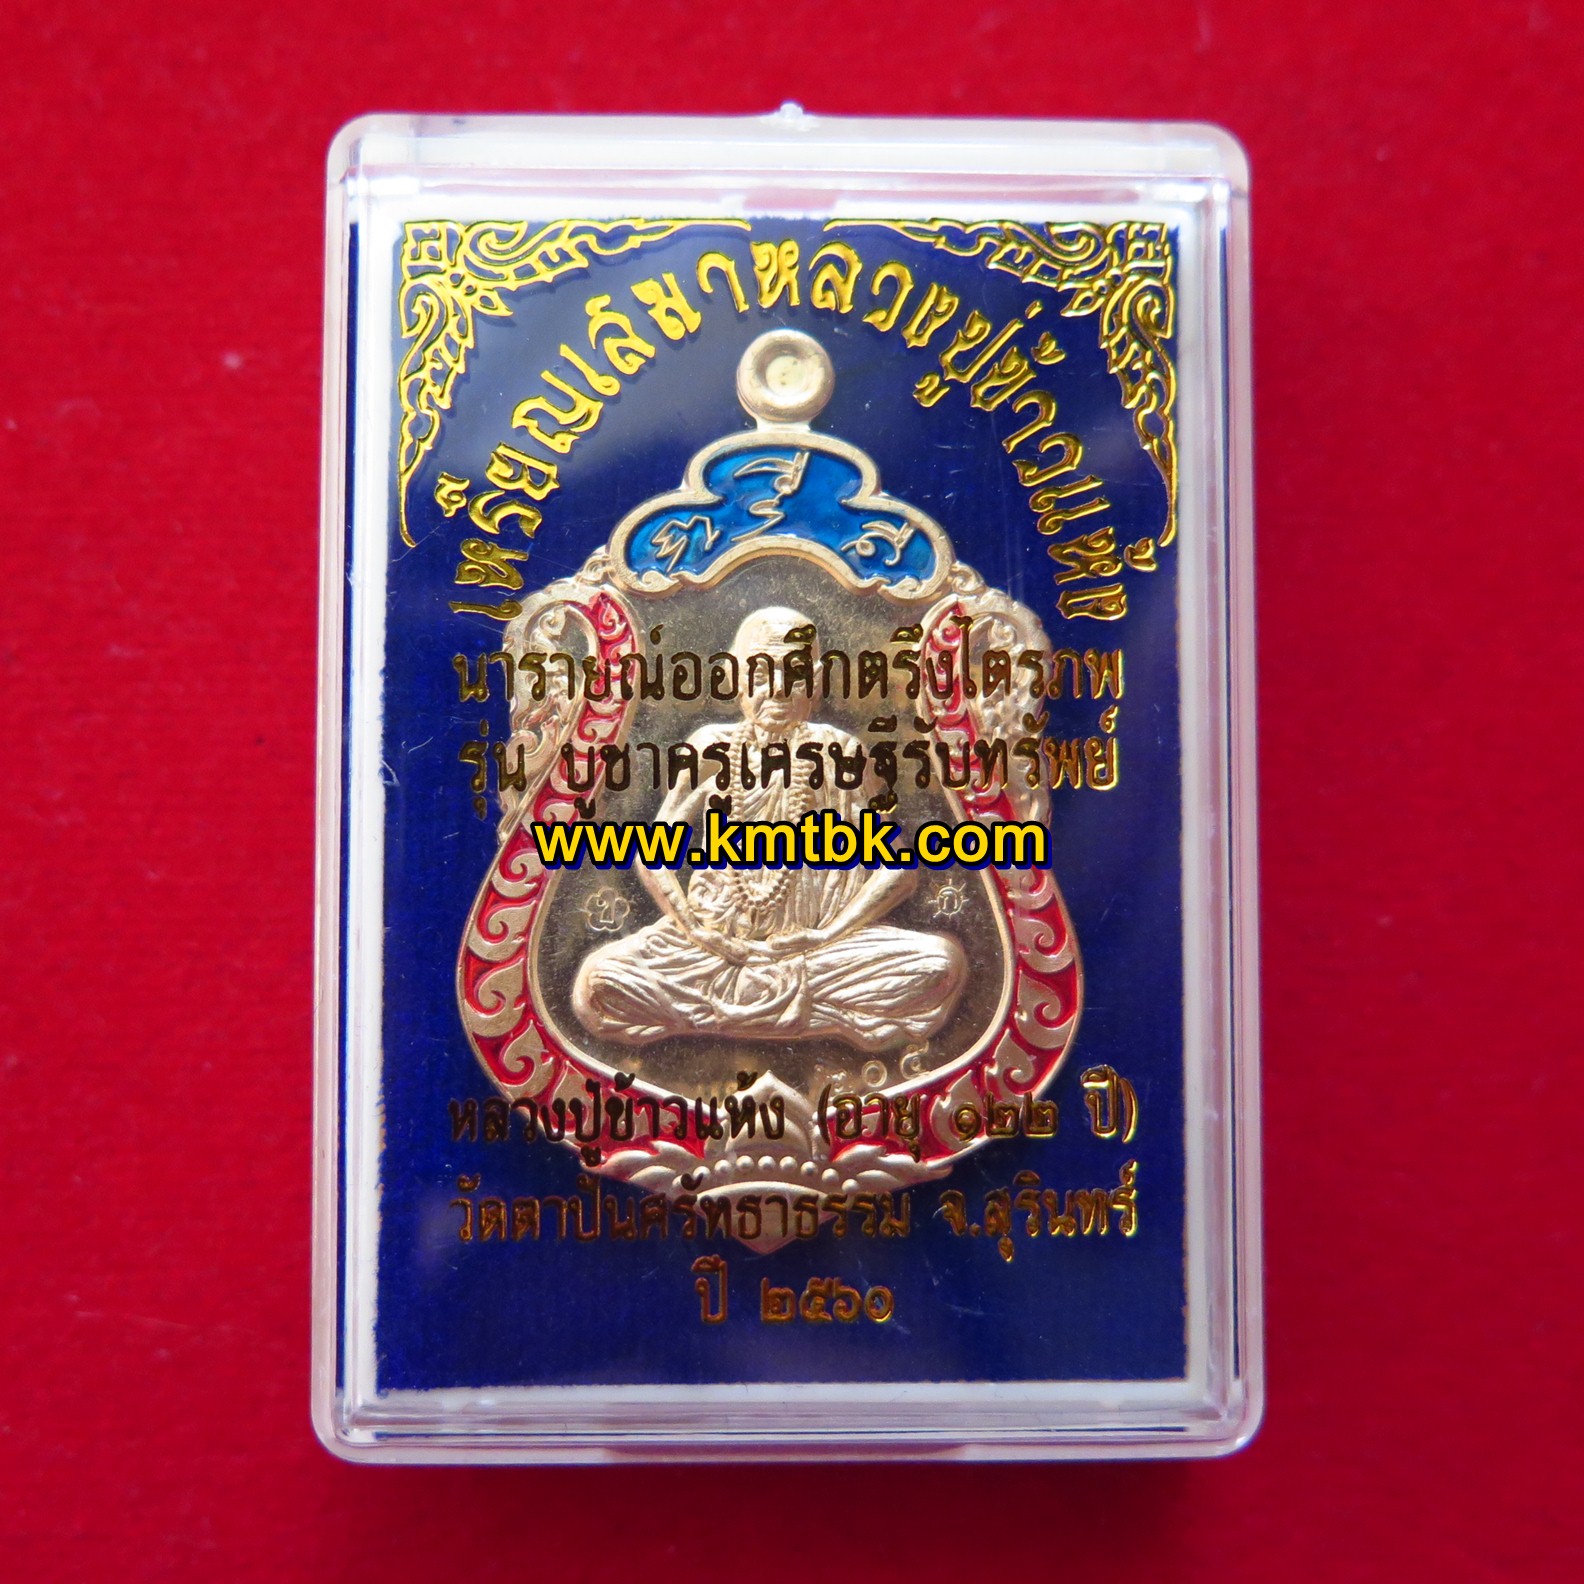 เหรียญเสมาหลวงปู่ข้าวแห้ง
นารายณ์ออกศึกตรึงไตรภพ
รุ่น บูชาครูเศรษฐีรับทรัพย์
www.kmtbk.com
หลวงปู่ข้าวแห้ง (อายุ ๑๒๒ ปี)
วัดตาปันศรัทธาธรรม จ.สุรินทร์
ปี ๒๕๖๐